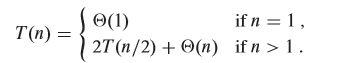 T(n) = { Θ(1) if n = 1 ,
2T(n/2) + Θ(n) if n > 1 .